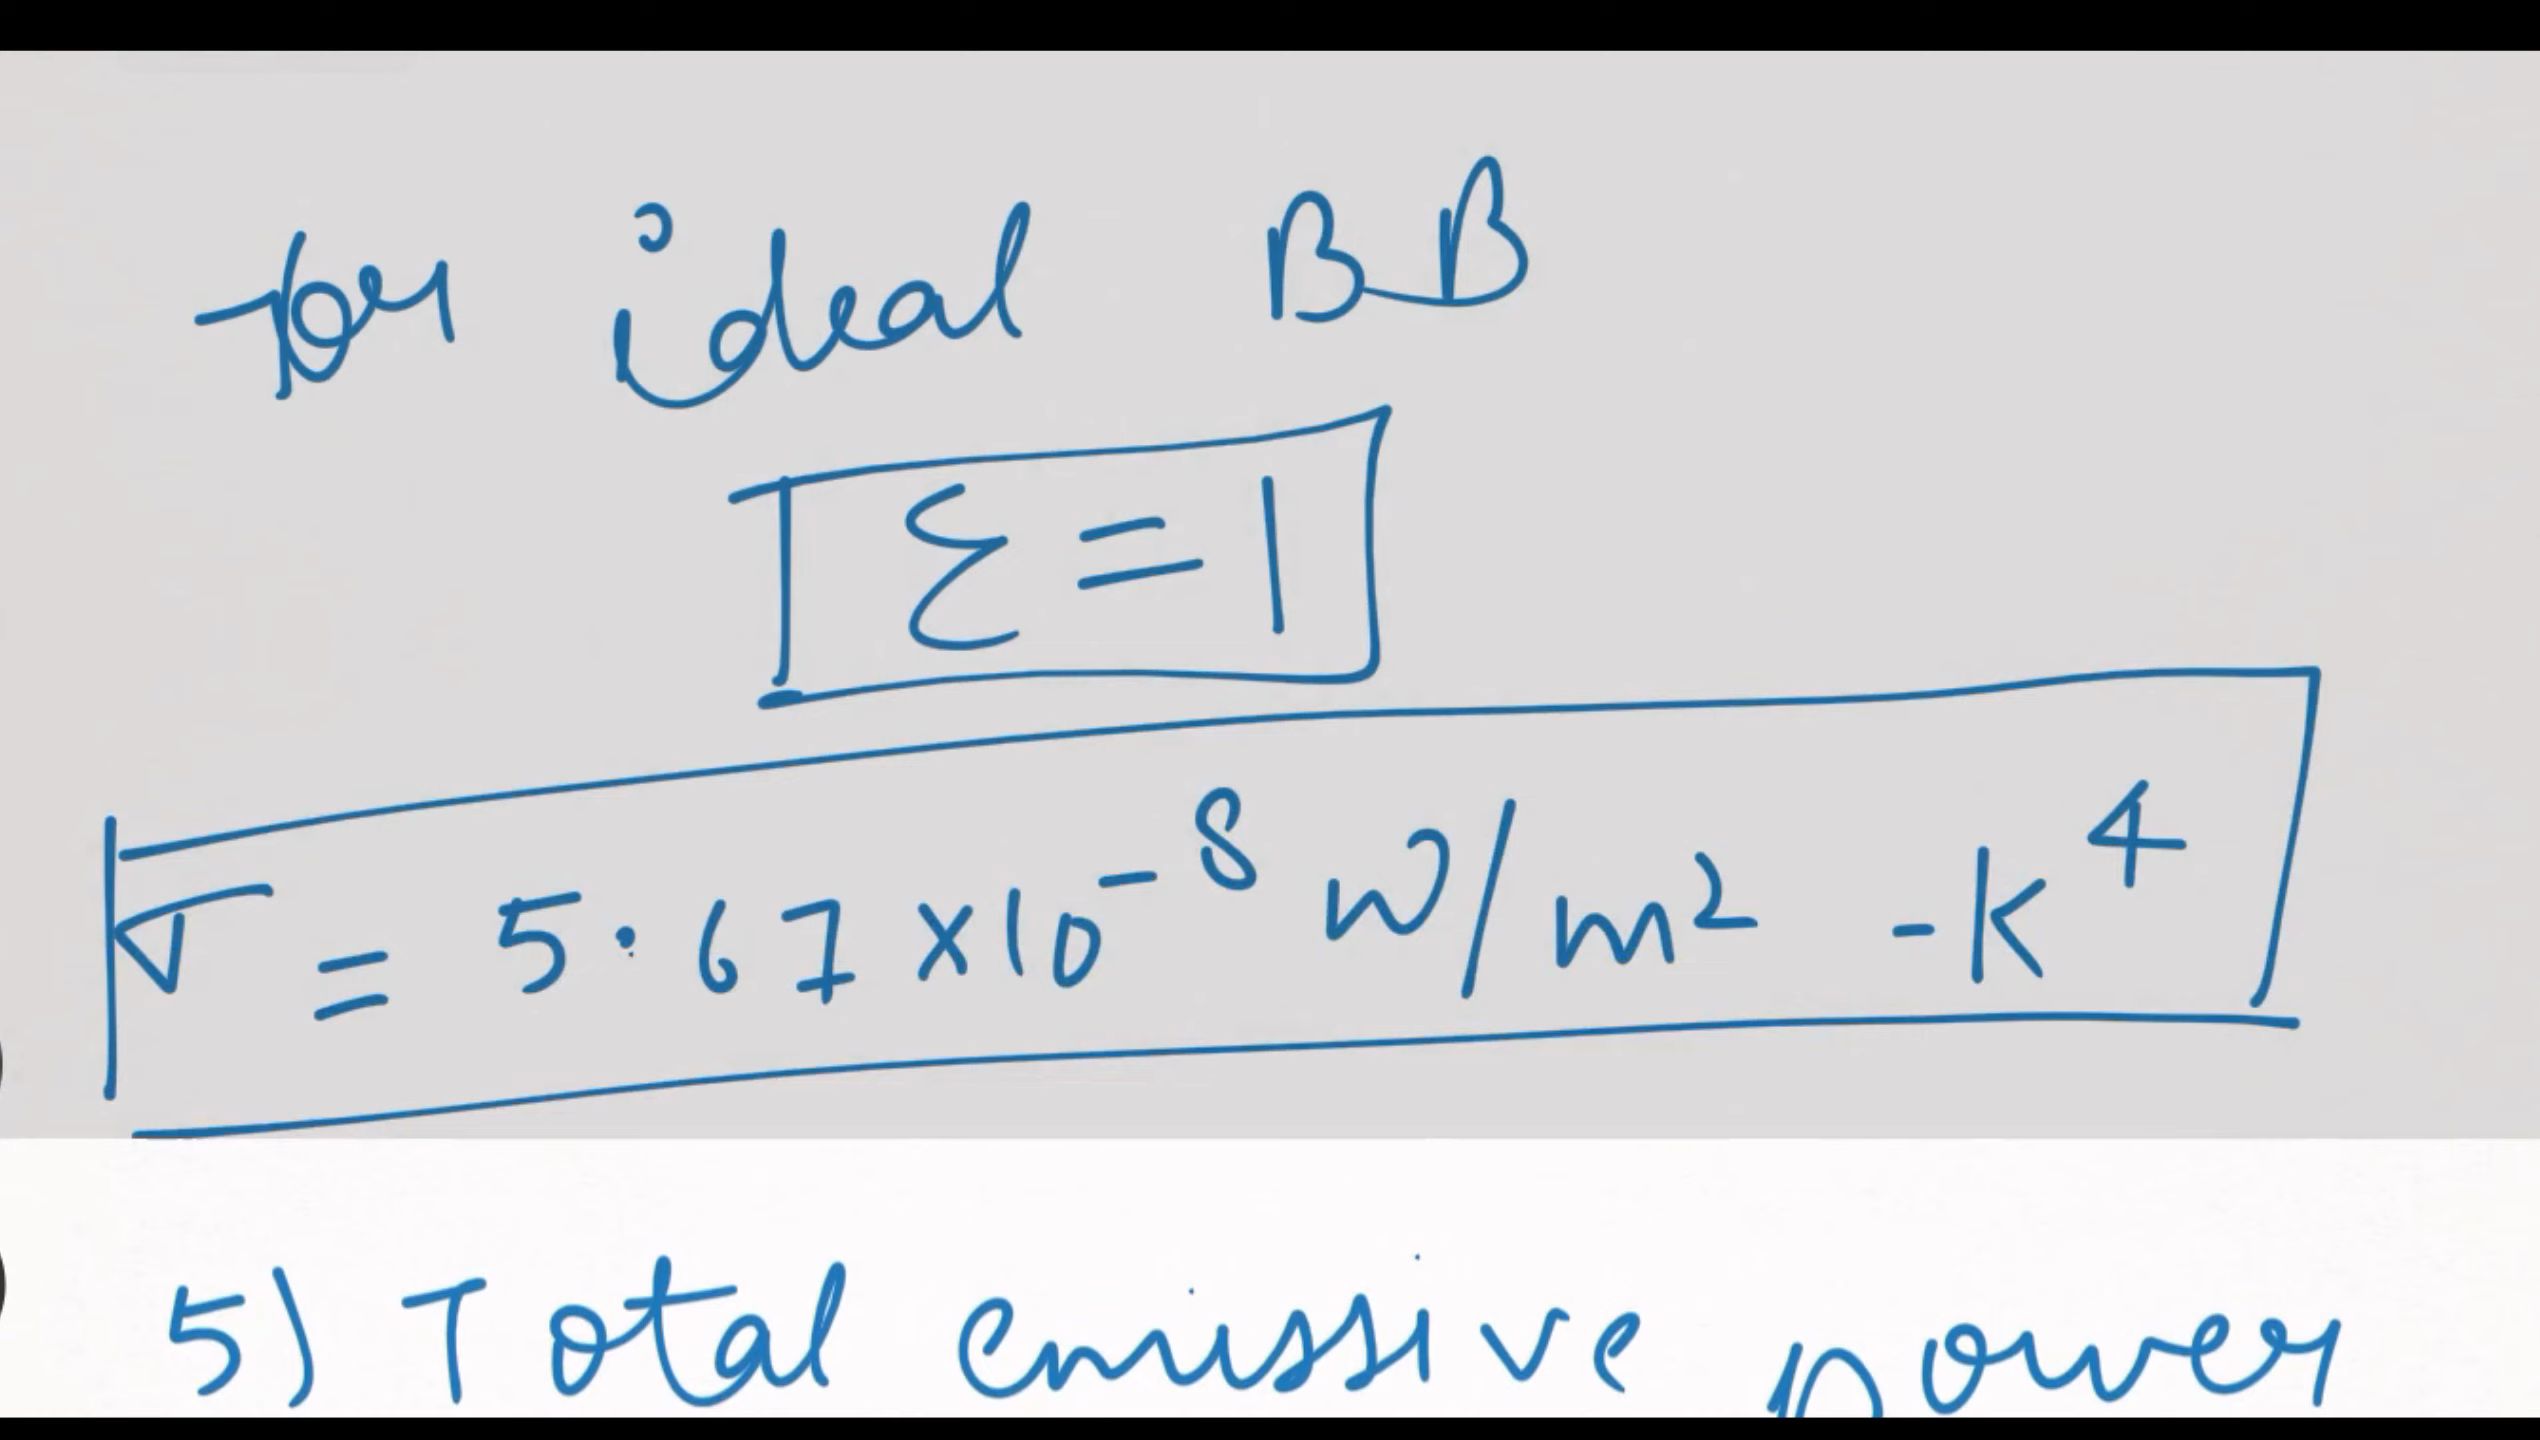 for ideal BB
ε = 1
σ = 5.67 × 10⁻⁸ W/m² - K⁴
5) Total emissive power